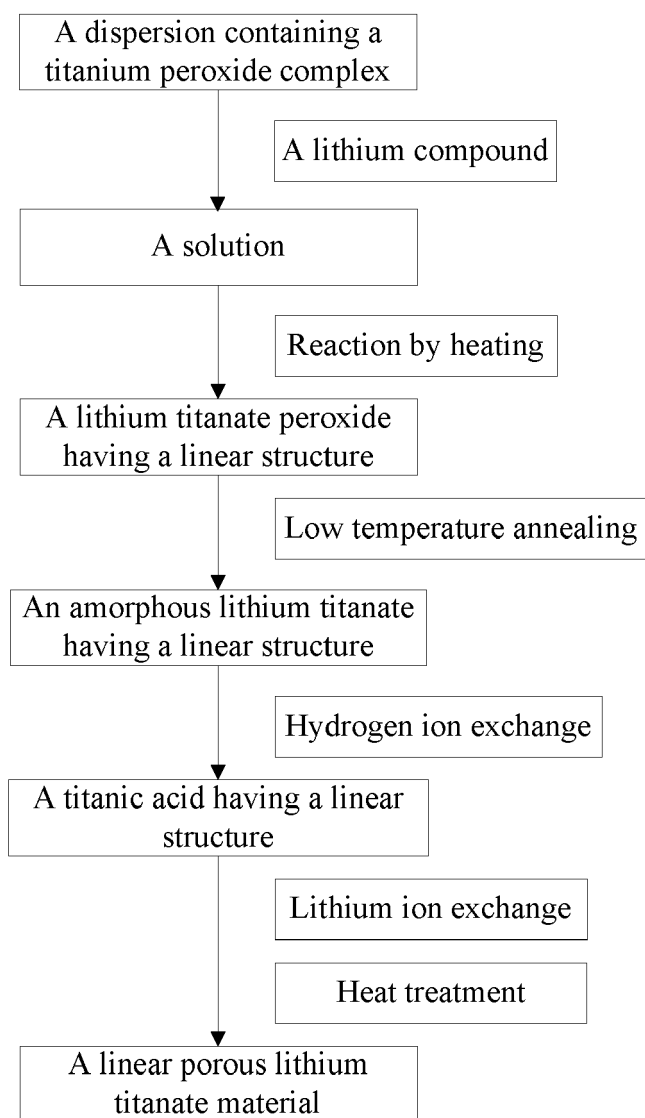 A dispersion containing a
titanium peroxide complex
A lithium compound
A solution
Reaction by heating
A lithium titanate peroxide
having a linear structure
Low temperature annealing
An amorphous lithium titanate
having a linear structure
Hydrogen ion exchange
A titanic acid having a linear
structure
Lithium ion exchange
Heat treatment
A linear porous lithium
titanate material